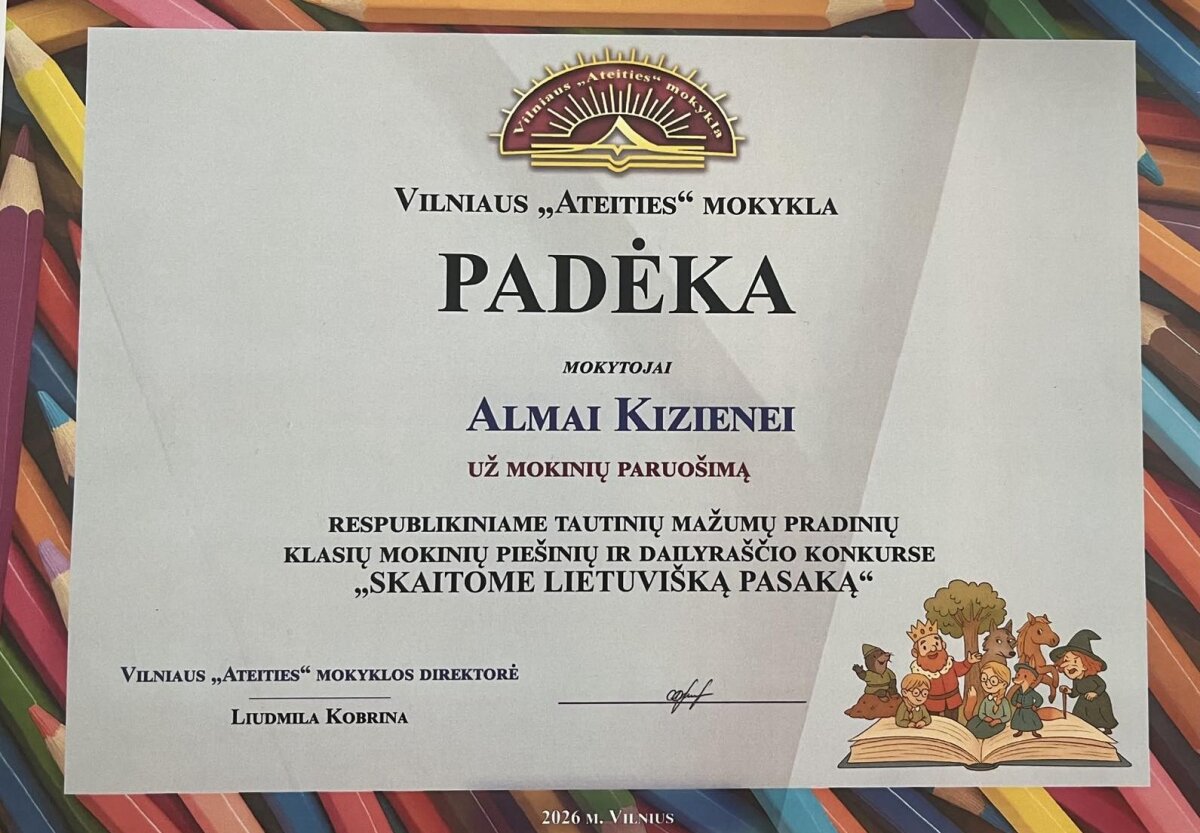 Vilniaus „Ateities“ mokykla
VILNIAUS „ATEITIES“ MOKYKLA
PADĖKA
MOKYTOJAI
ALMAI KIZIENEI
UŽ MOKINIŲ PARUOŠIMĄ
RESPUBLIKINIAME TAUTINIŲ MAŽUMŲ PRADINIŲ
KLASIŲ MOKINIŲ PIEŠINIŲ IR DAILYRAŠČIO KONKURSE
„SKAITOME LIETUVIŠKĄ PASAKĄ“
VILNIAUS „ATEITIES“ MOKYKLOS DIREKTORĖ
LIUDMILA KOBRINA
2026 M. VILNIUS